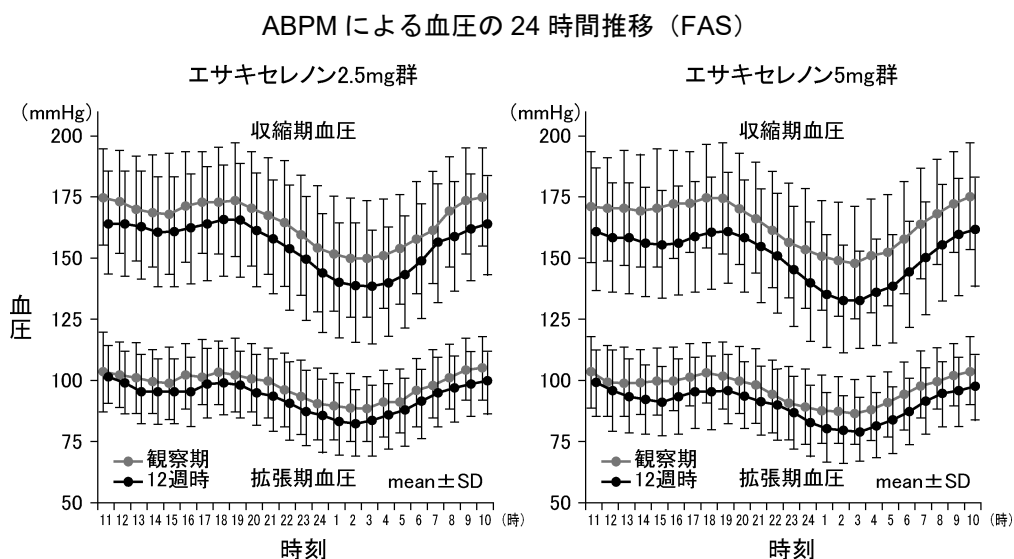 ABPM による血圧の 24 時間推移（FAS）
エサキセレノン2.5mg群
エサキセレノン5mg群
（mmHg）
200
175
150
125
100
75
50
血圧
収縮期血圧
拡張期血圧
観察期
12週時
mean±SD
11 12 13 14 15 16 17 18 19 20 21 22 23 24 1 2 3 4 5 6 7 8 9 10 （時）
時刻
（mmHg）
200
175
150
125
100
75
50
収縮期血圧
拡張期血圧
観察期
12週時
mean±SD
11 12 13 14 15 16 17 18 19 20 21 22 23 24 1 2 3 4 5 6 7 8 9 10 （時）
時刻